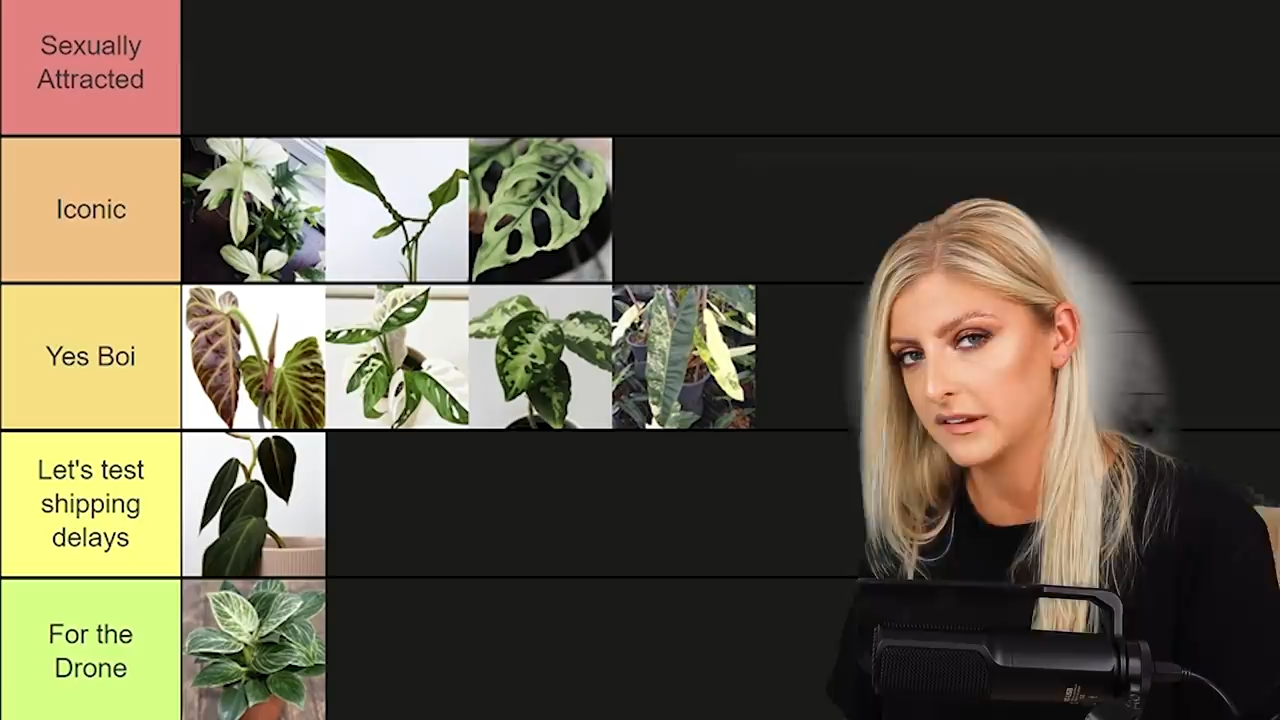 Sexually
Attracted
Iconic
Yes Boi
Let's test
shipping
delays
For the
Drone